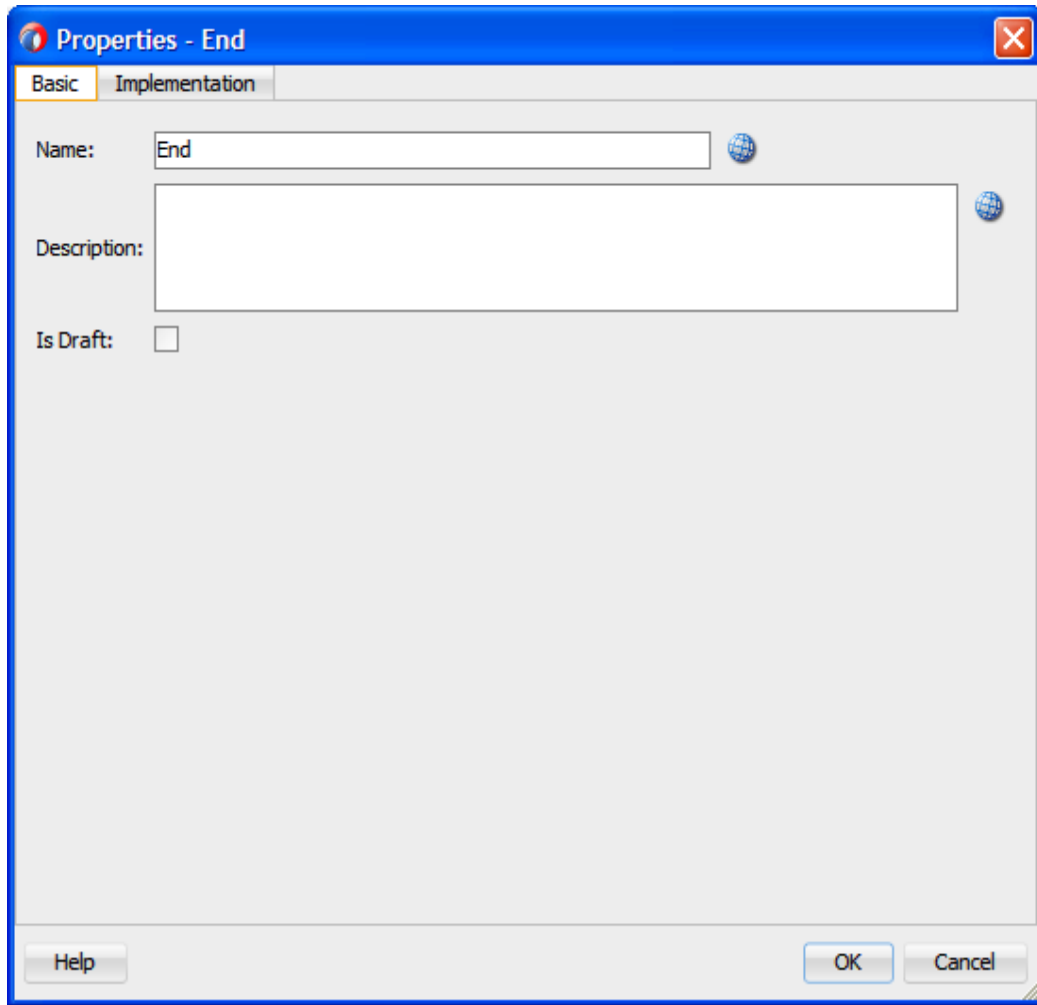 Properties - End
Basic Implementation
Name: End
Description:
Is Draft:
Help OK Cancel